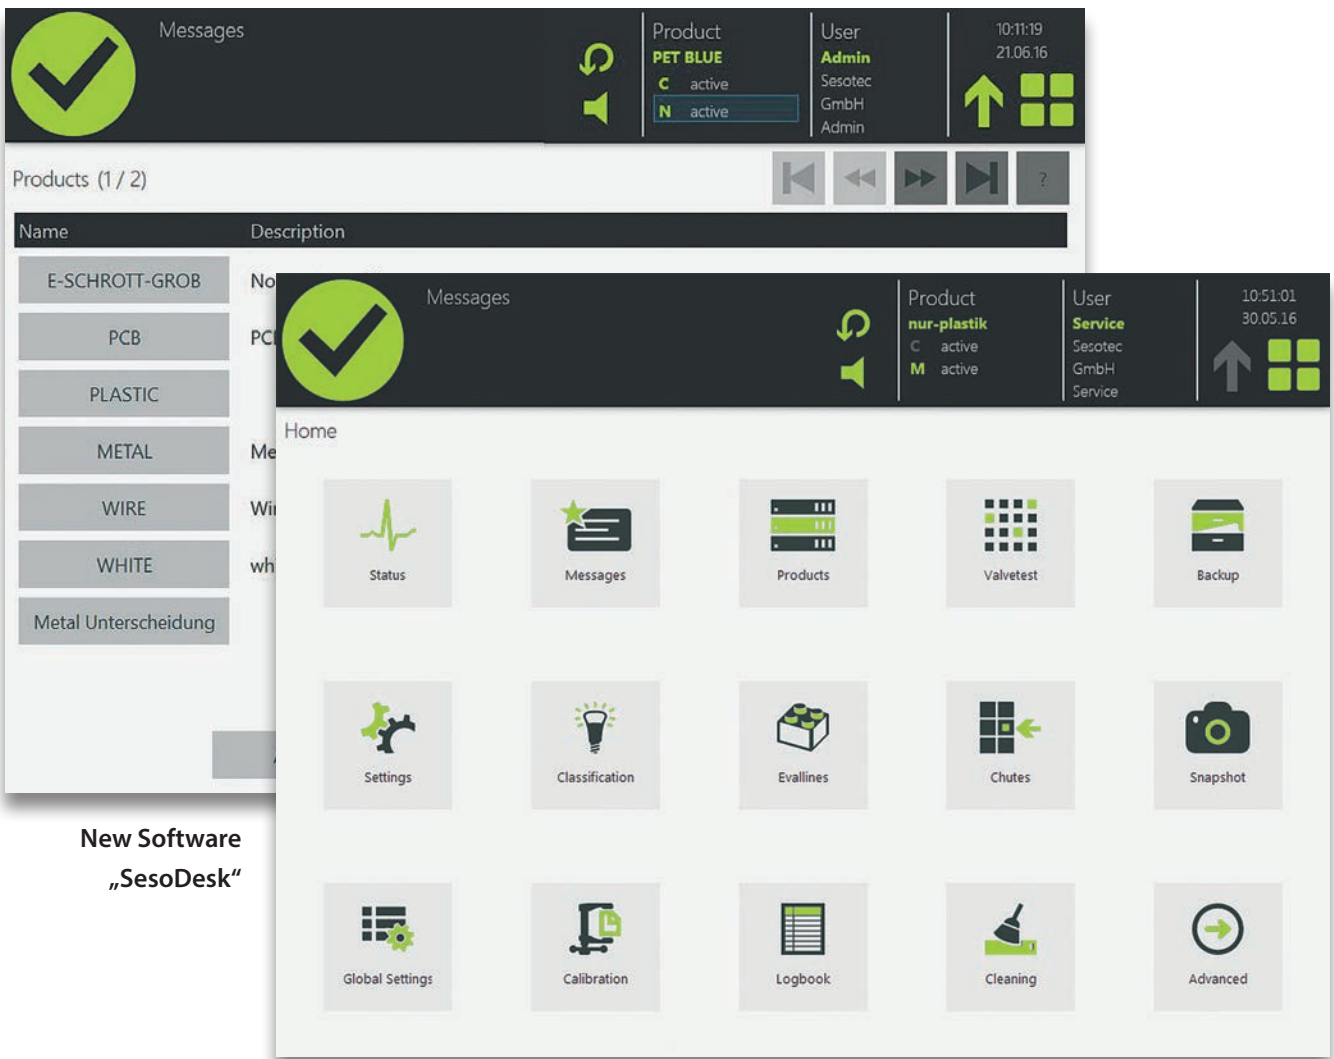 Messages
Product
PET BLUE
C active
N active
User
Admin
Sesotec
GmbH
Admin
10:11:19
21.06.16
Products (1 / 2)
?
Name Description
E-SCHROTT-GROB No
PCB
PLASTIC
METAL Me
WIRE
WHITE wh
Metal Unterscheidung
Messages
Product
nur-plastik
C active
M active
User
Service
Sesotec
GmbH
Service
10:51:01
30.05.16
Home
Status Messages Products Valvetest Backup
Settings Classification Evallines Chutes Snapshot
Global Settings Calibration Logbook Cleaning Advanced
New Software
„SesoDesk“